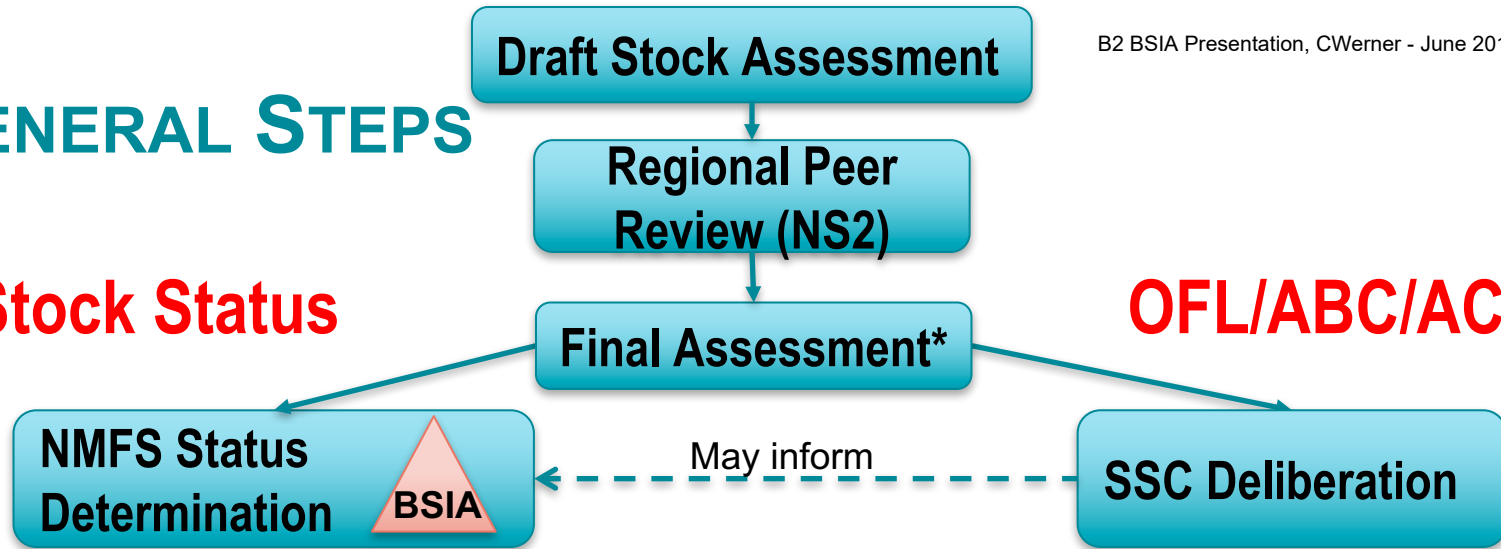 Draft Stock Assessment
B2 BSIA Presentation, CWerner - June 201
ENERAL STEPS
Regional Peer
Review (NS2)
Stock Status
OFL/ABC/AC
Final Assessment*
NMFS Status
Determination
BSIA
May inform
SSC Deliberation